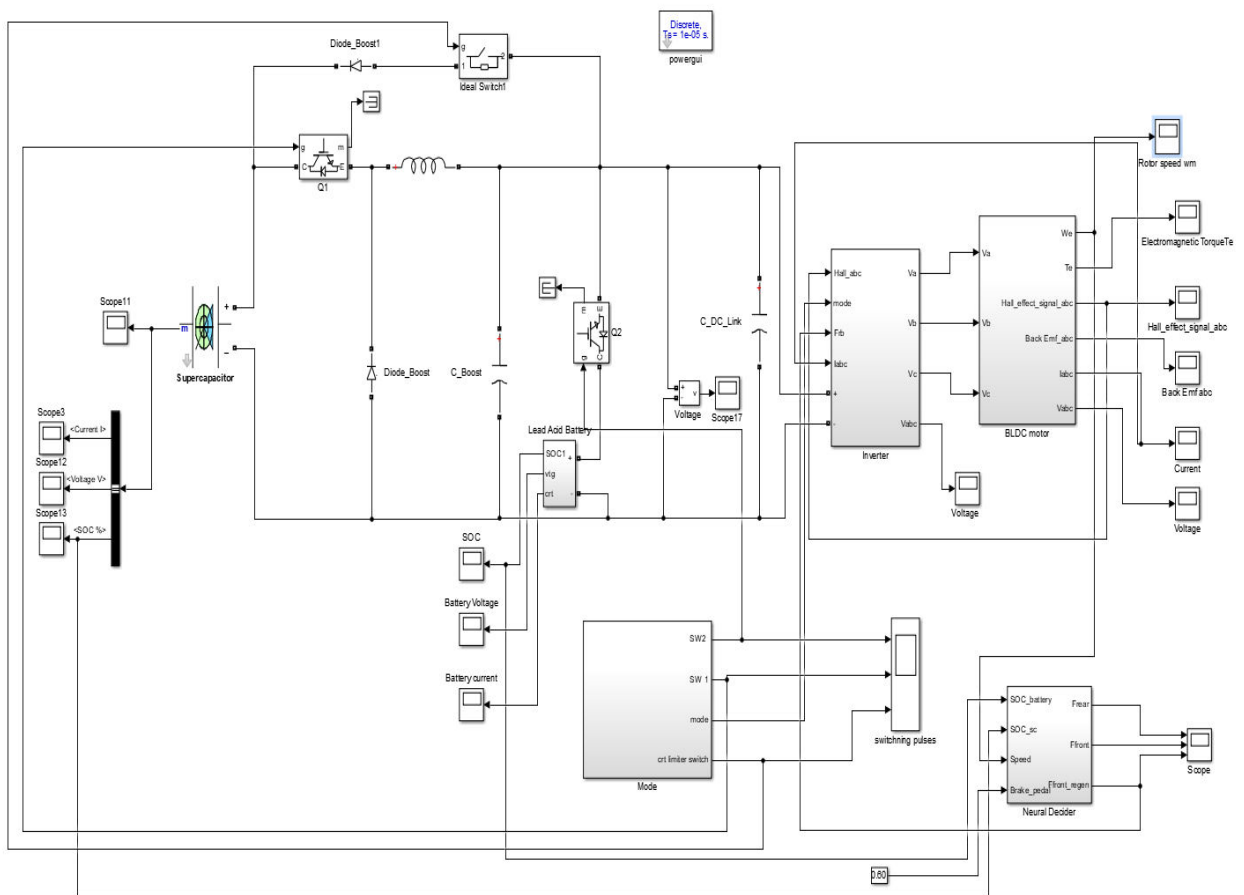 Discrete,
Ts = 1e-05 s.
powergui
Diode_Boost1
g
1
2
Ideal Switch1
g
m
C
E
Q1
Rotor speed wm
Scope11
m
+
–
Supercapacitor
Diode_Boost
C_Boost
m
E
g
C
Q2
C_DC_Link
+
-
v
Voltage
Scope17
Hall_abc
mode
Frb
Iabc
+
-
Va
Vb
Vc
Vabc
Inverter
Va
Vb
Vc
We
Te
Hall_effect_signal_abc
Back Emf_abc
Iabc
Vabc
BLDC motor
Electromagnetic TorqueTe
Hall_effect_signal_abc
Back Emf abc
Current
Voltage
Voltage
Scope3
<Current I>
Scope12
<Voltage V>
Scope13
<SOC %>
Lead Acid Battery
SOC1
vtg
crt
+
-
SOC
Battery Voltage
Battery current
SW2
SW 1
mode
crt limiter switch
Mode
switchning pulses
SOC_battery
SOC_sc
Speed
Brake_pedal
Frear
Ffront
Ffront_regen
Neural Decider
Scope
0.60